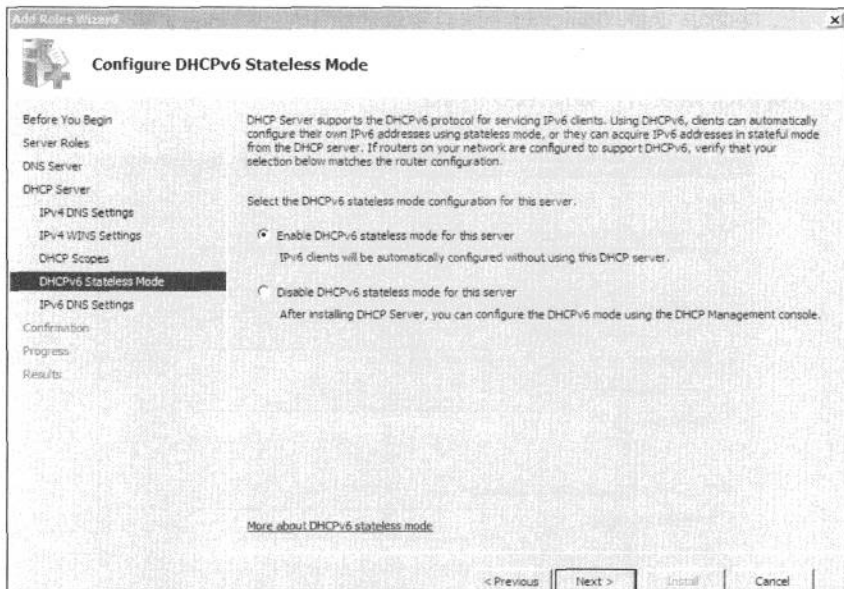 Add Roles Wizard
Configure DHCPv6 Stateless Mode
Before You Begin
Server Roles
DNS Server
DHCP Server
IPv4 DNS Settings
IPv4 WINS Settings
DHCP Scopes
DHCPv6 Stateless Mode
IPv6 DNS Settings
Confirmation
Progress
Results
DHCP Server supports the DHCPv6 protocol for servicing IPv6 clients. Using DHCPv6, clients can automatically
configure their own IPv6 addresses using stateless mode, or they can acquire IPv6 addresses in stateful mode
from the DHCP server. If routers on your network are configured to support DHCPv6, verify that your
selection below matches the router configuration.
Select the DHCPv6 stateless mode configuration for this server.
Enable DHCPv6 stateless mode for this server
IPv6 clients will be automatically configured without using this DHCP server.
Disable DHCPv6 stateless mode for this server
After installing DHCP Server, you can configure the DHCPv6 mode using the DHCP Management console.
More about DHCPv6 stateless mode
< Previous
Next >
Install
Cancel